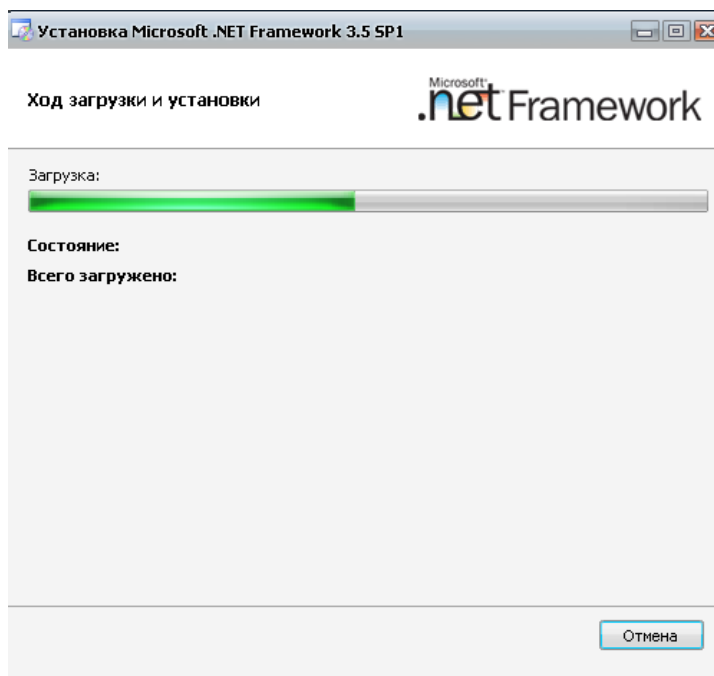 Установка Microsoft .NET Framework 3.5 SP1
Ход загрузки и установки
Microsoft
.net Framework
Загрузка:
Состояние:
Всего загружено:
Отмена